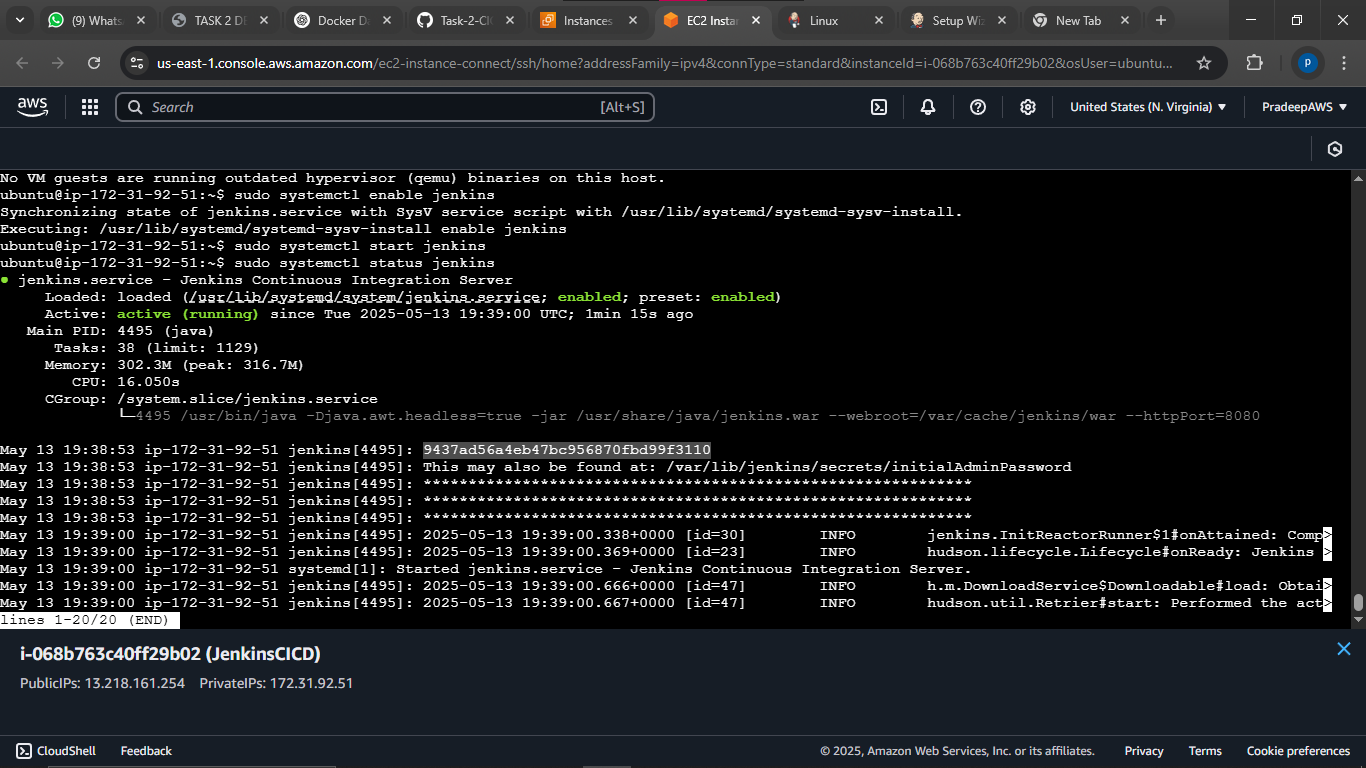 (9) Whats
TASK 2 DE
Docker Da
Task-2-CI
Instances
EC2 Instan
Linux
Setup Wiz
New Tab
us-east-1.console.aws.amazon.com/ec2-instance-connect/ssh/home?addressFamily=ipv4&connType=standard&instanceId=i-068b763c40ff29b02&osUser=ubuntu...
p
aws
Search
[Alt+S]
United States (N. Virginia)
PradeepAWS
No VM guests are running outdated hypervisor (qemu) binaries on this host.
ubuntu@ip-172-31-92-51:~$ sudo systemctl enable jenkins
Synchronizing state of jenkins.service with SysV service script with /usr/lib/systemd/systemd-sysv-install.
Executing: /usr/lib/systemd/systemd-sysv-install enable jenkins
ubuntu@ip-172-31-92-51:~$ sudo systemctl start jenkins
ubuntu@ip-172-31-92-51:~$ sudo systemctl status jenkins
● jenkins.service - Jenkins Continuous Integration Server
Loaded: loaded (/usr/lib/systemd/system/jenkins.service; enabled; preset: enabled)
Active: active (running) since Tue 2025-05-13 19:39:00 UTC; 1min 15s ago
Main PID: 4495 (java)
Tasks: 38 (limit: 1129)
Memory: 302.3M (peak: 316.7M)
CPU: 16.050s
CGroup: /system.slice/jenkins.service
└─4495 /usr/bin/java -Djava.awt.headless=true -jar /usr/share/java/jenkins.war --webroot=/var/cache/jenkins/war --httpPort=8080
May 13 19:38:53 ip-172-31-92-51 jenkins[4495]: 9437ad56a4eb47bc956870fbd99f3110
May 13 19:38:53 ip-172-31-92-51 jenkins[4495]: This may also be found at: /var/lib/jenkins/secrets/initialAdminPassword
May 13 19:38:53 ip-172-31-92-51 jenkins[4495]: *************************************************************
May 13 19:38:53 ip-172-31-92-51 jenkins[4495]: *************************************************************
May 13 19:38:53 ip-172-31-92-51 jenkins[4495]: *************************************************************
May 13 19:39:00 ip-172-31-92-51 jenkins[4495]: 2025-05-13 19:39:00.338+0000 [id=30] INFO jenkins.InitReactorRunner$1#onAttained: Comp>
May 13 19:39:00 ip-172-31-92-51 jenkins[4495]: 2025-05-13 19:39:00.369+0000 [id=23] INFO hudson.lifecycle.Lifecycle#onReady: Jenkins >
May 13 19:39:00 ip-172-31-92-51 systemd[1]: Started jenkins.service - Jenkins Continuous Integration Server.
May 13 19:39:00 ip-172-31-92-51 jenkins[4495]: 2025-05-13 19:39:00.666+0000 [id=47] INFO h.m.DownloadService$Downloadable#load: Obtai>
May 13 19:39:00 ip-172-31-92-51 jenkins[4495]: 2025-05-13 19:39:00.667+0000 [id=47] INFO hudson.util.Retrier#start: Performed the act>
lines 1-20/20 (END)
i-068b763c40ff29b02 (JenkinsCICD)
PublicIPs: 13.218.161.254 PrivateIPs: 172.31.92.51
CloudShell
Feedback
© 2025, Amazon Web Services, Inc. or its affiliates.
Privacy
Terms
Cookie preferences